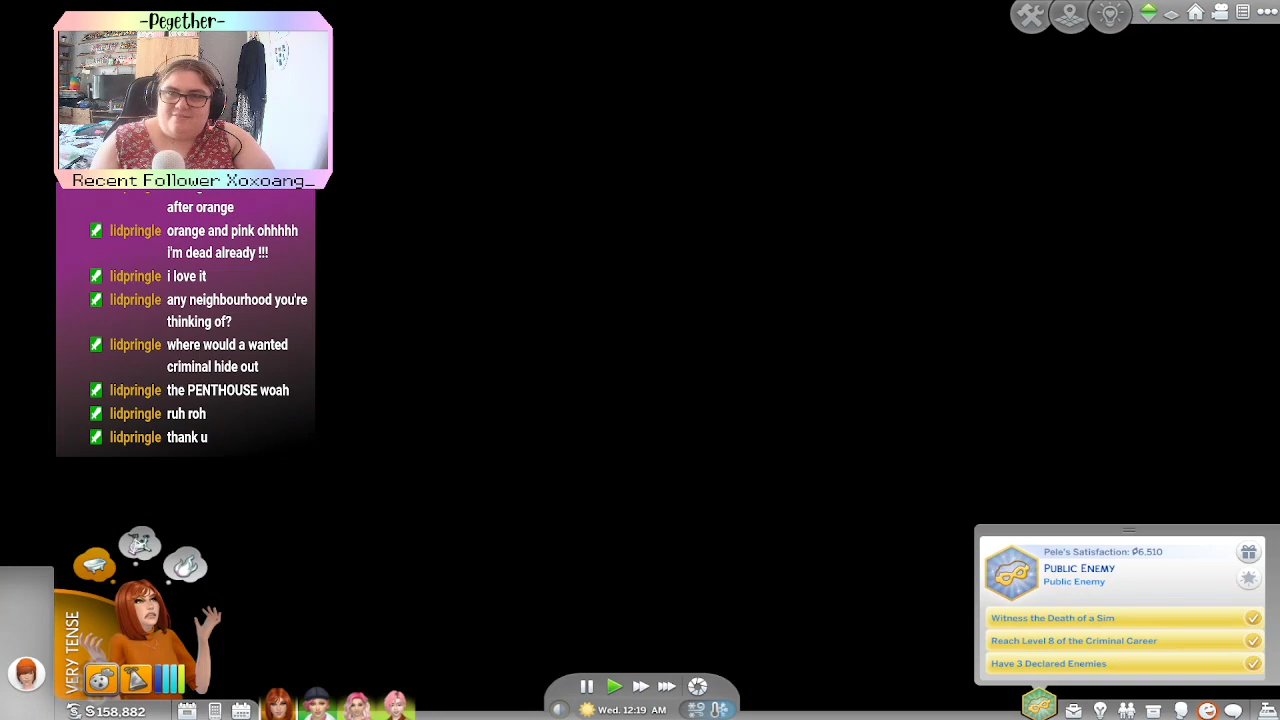 -Pegether-
Recent Follower Xoxoang_
after orange
lidpringle orange and pink ohhhhh
i'm dead already !!!
lidpringle i love it
lidpringle any neighbourhood you're
thinking of?
lidpringle where would a wanted
criminal hide out
lidpringle the PENTHOUSE woah
lidpringle ruh roh
lidpringle thank u
VERY TENSE
§158,882
Wed. 12:19 AM
Pele's Satisfaction: 6,510
PUBLIC ENEMY
Public Enemy
Witness the Death of a Sim
Reach Level 8 of the Criminal Career
Have 3 Declared Enemies